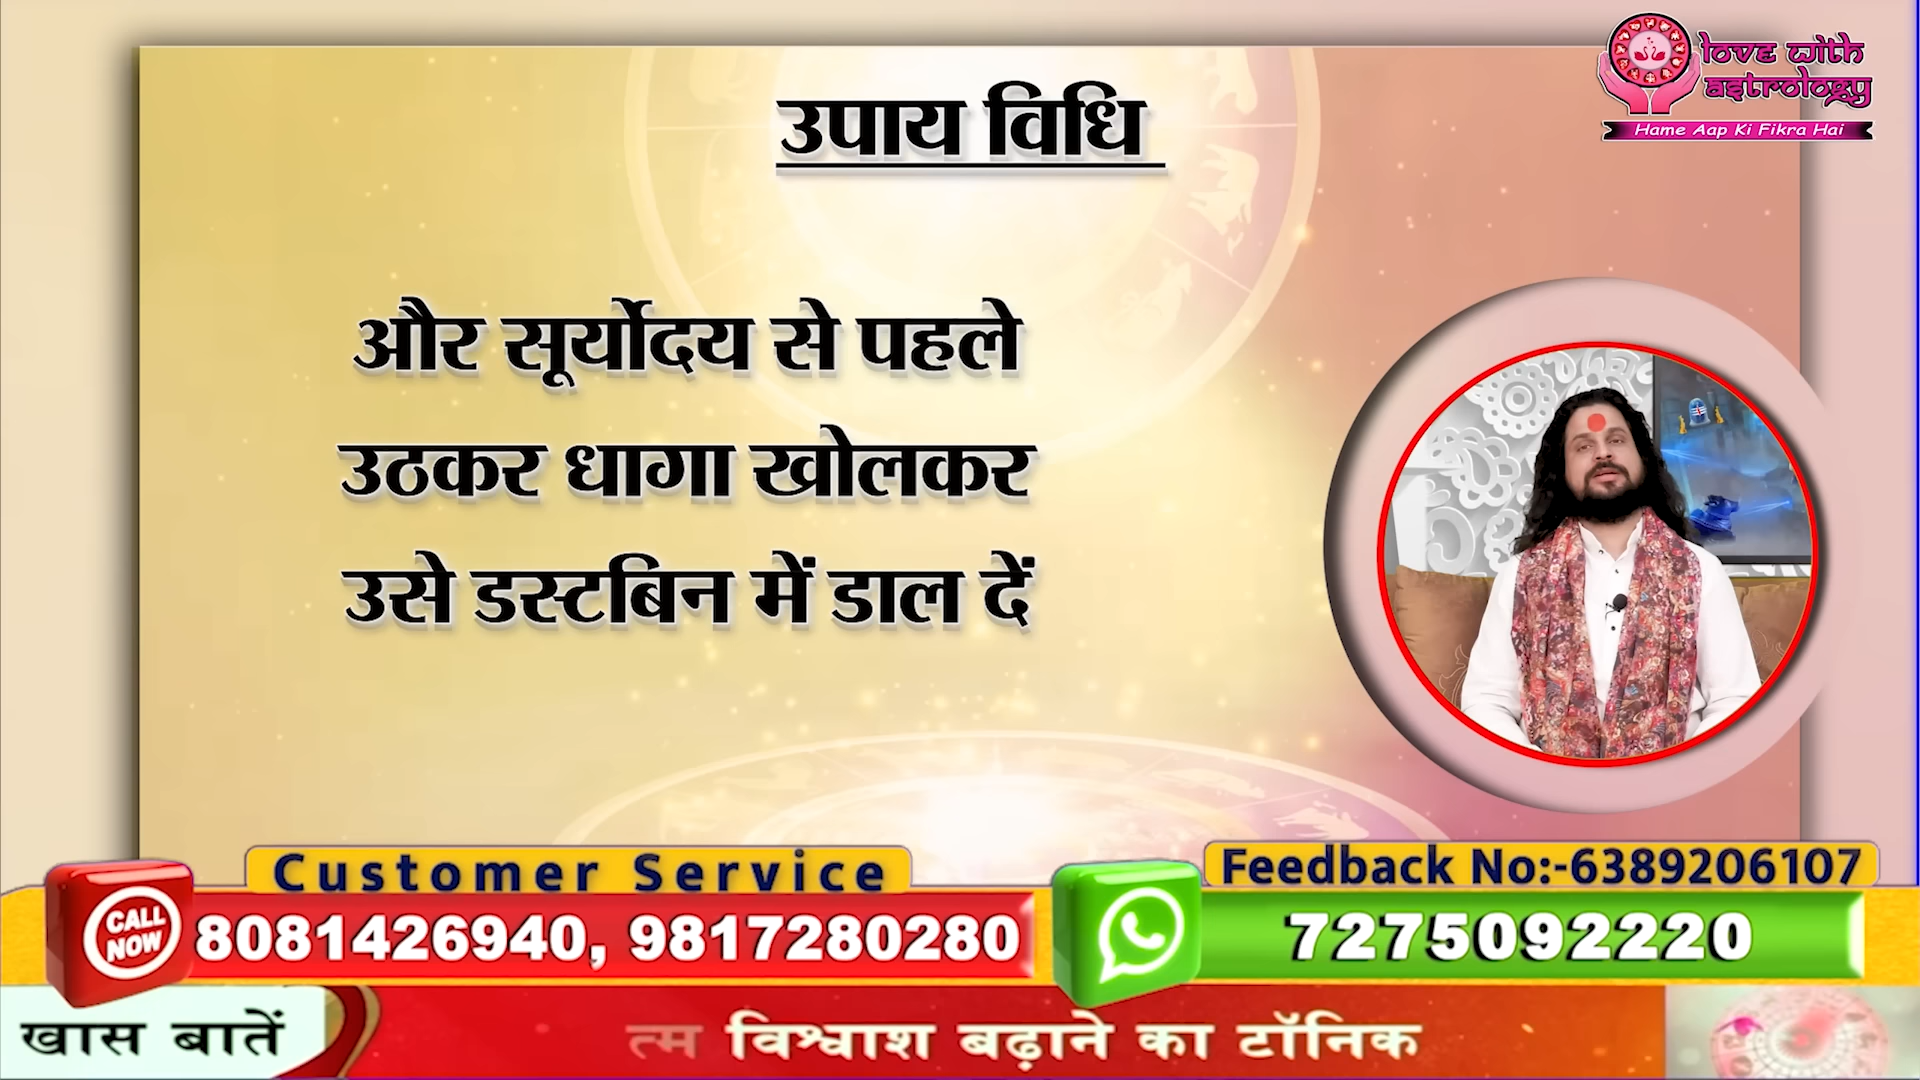 love with
astrology
Hame Aap Ki Fikra Hai
उपाय विधि
और सूर्योदय से पहले
उठकर धागा खोलकर
उसे डस्टबिन में डाल दें
Customer Service
Feedback No:-6389206107
CALL
NOW
8081426940, 9817280280
7275092220
खास बातें
त्म विश्वाश बढ़ाने का टॉनिक